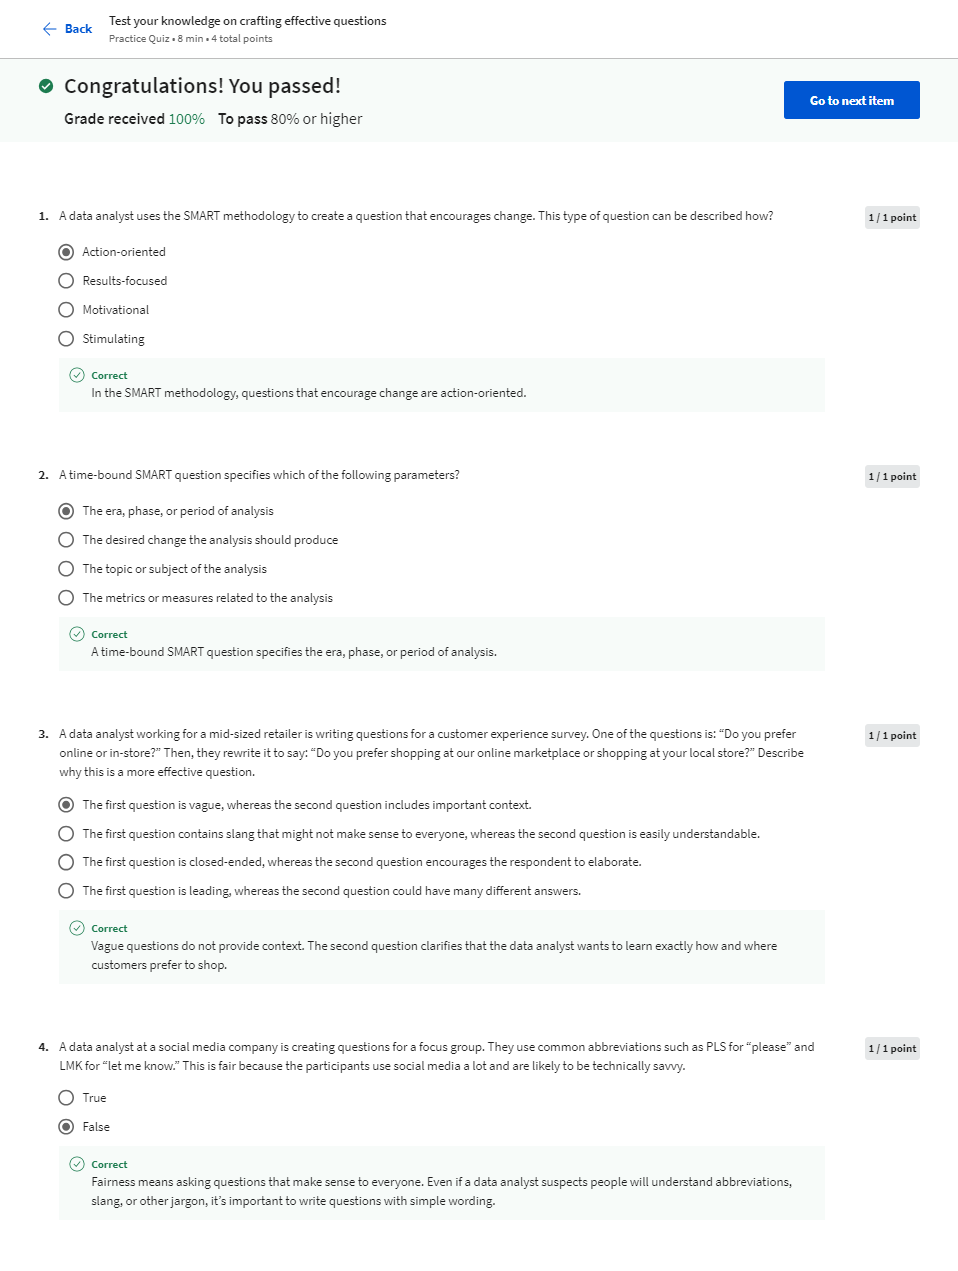 Back
Test your knowledge on crafting effective questions
Practice Quiz • 8 min • 4 total points
Congratulations! You passed!
Grade received 100% To pass 80% or higher
Go to next item
1. A data analyst uses the SMART methodology to create a question that encourages change. This type of question can be described how?
1 / 1 point
Action-oriented
Results-focused
Motivational
Stimulating
Correct
In the SMART methodology, questions that encourage change are action-oriented.
2. A time-bound SMART question specifies which of the following parameters?
1 / 1 point
The era, phase, or period of analysis
The desired change the analysis should produce
The topic or subject of the analysis
The metrics or measures related to the analysis
Correct
A time-bound SMART question specifies the era, phase, or period of analysis.
3. A data analyst working for a mid-sized retailer is writing questions for a customer experience survey. One of the questions is: “Do you prefer
online or in-store?” Then, they rewrite it to say: “Do you prefer shopping at our online marketplace or shopping at your local store?” Describe
why this is a more effective question.
1 / 1 point
The first question is vague, whereas the second question includes important context.
The first question contains slang that might not make sense to everyone, whereas the second question is easily understandable.
The first question is closed-ended, whereas the second question encourages the respondent to elaborate.
The first question is leading, whereas the second question could have many different answers.
Correct
Vague questions do not provide context. The second question clarifies that the data analyst wants to learn exactly how and where
customers prefer to shop.
4. A data analyst at a social media company is creating questions for a focus group. They use common abbreviations such as PLS for “please” and
LMK for “let me know.” This is fair because the participants use social media a lot and are likely to be technically savvy.
1 / 1 point
True
False
Correct
Fairness means asking questions that make sense to everyone. Even if a data analyst suspects people will understand abbreviations,
slang, or other jargon, it’s important to write questions with simple wording.